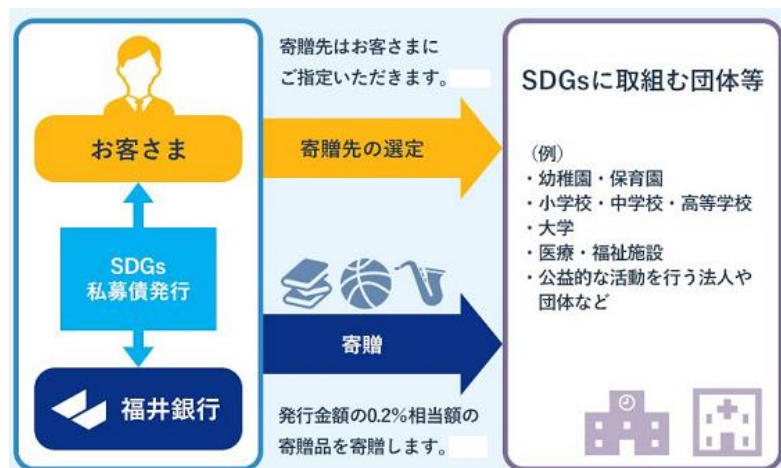 寄贈先はお客さまに
ご指定いただきます。
お客さま
寄贈先の選定
SDGs
私募債発行
寄贈
福井銀行
発行金額の0.2%相当額の
寄贈品を寄贈します。
SDGsに取組む団体等
（例）
・幼稚園・保育園
・小学校・中学校・高等学校
・大学
・医療・福祉施設
・公益的な活動を行う法人や
団体など